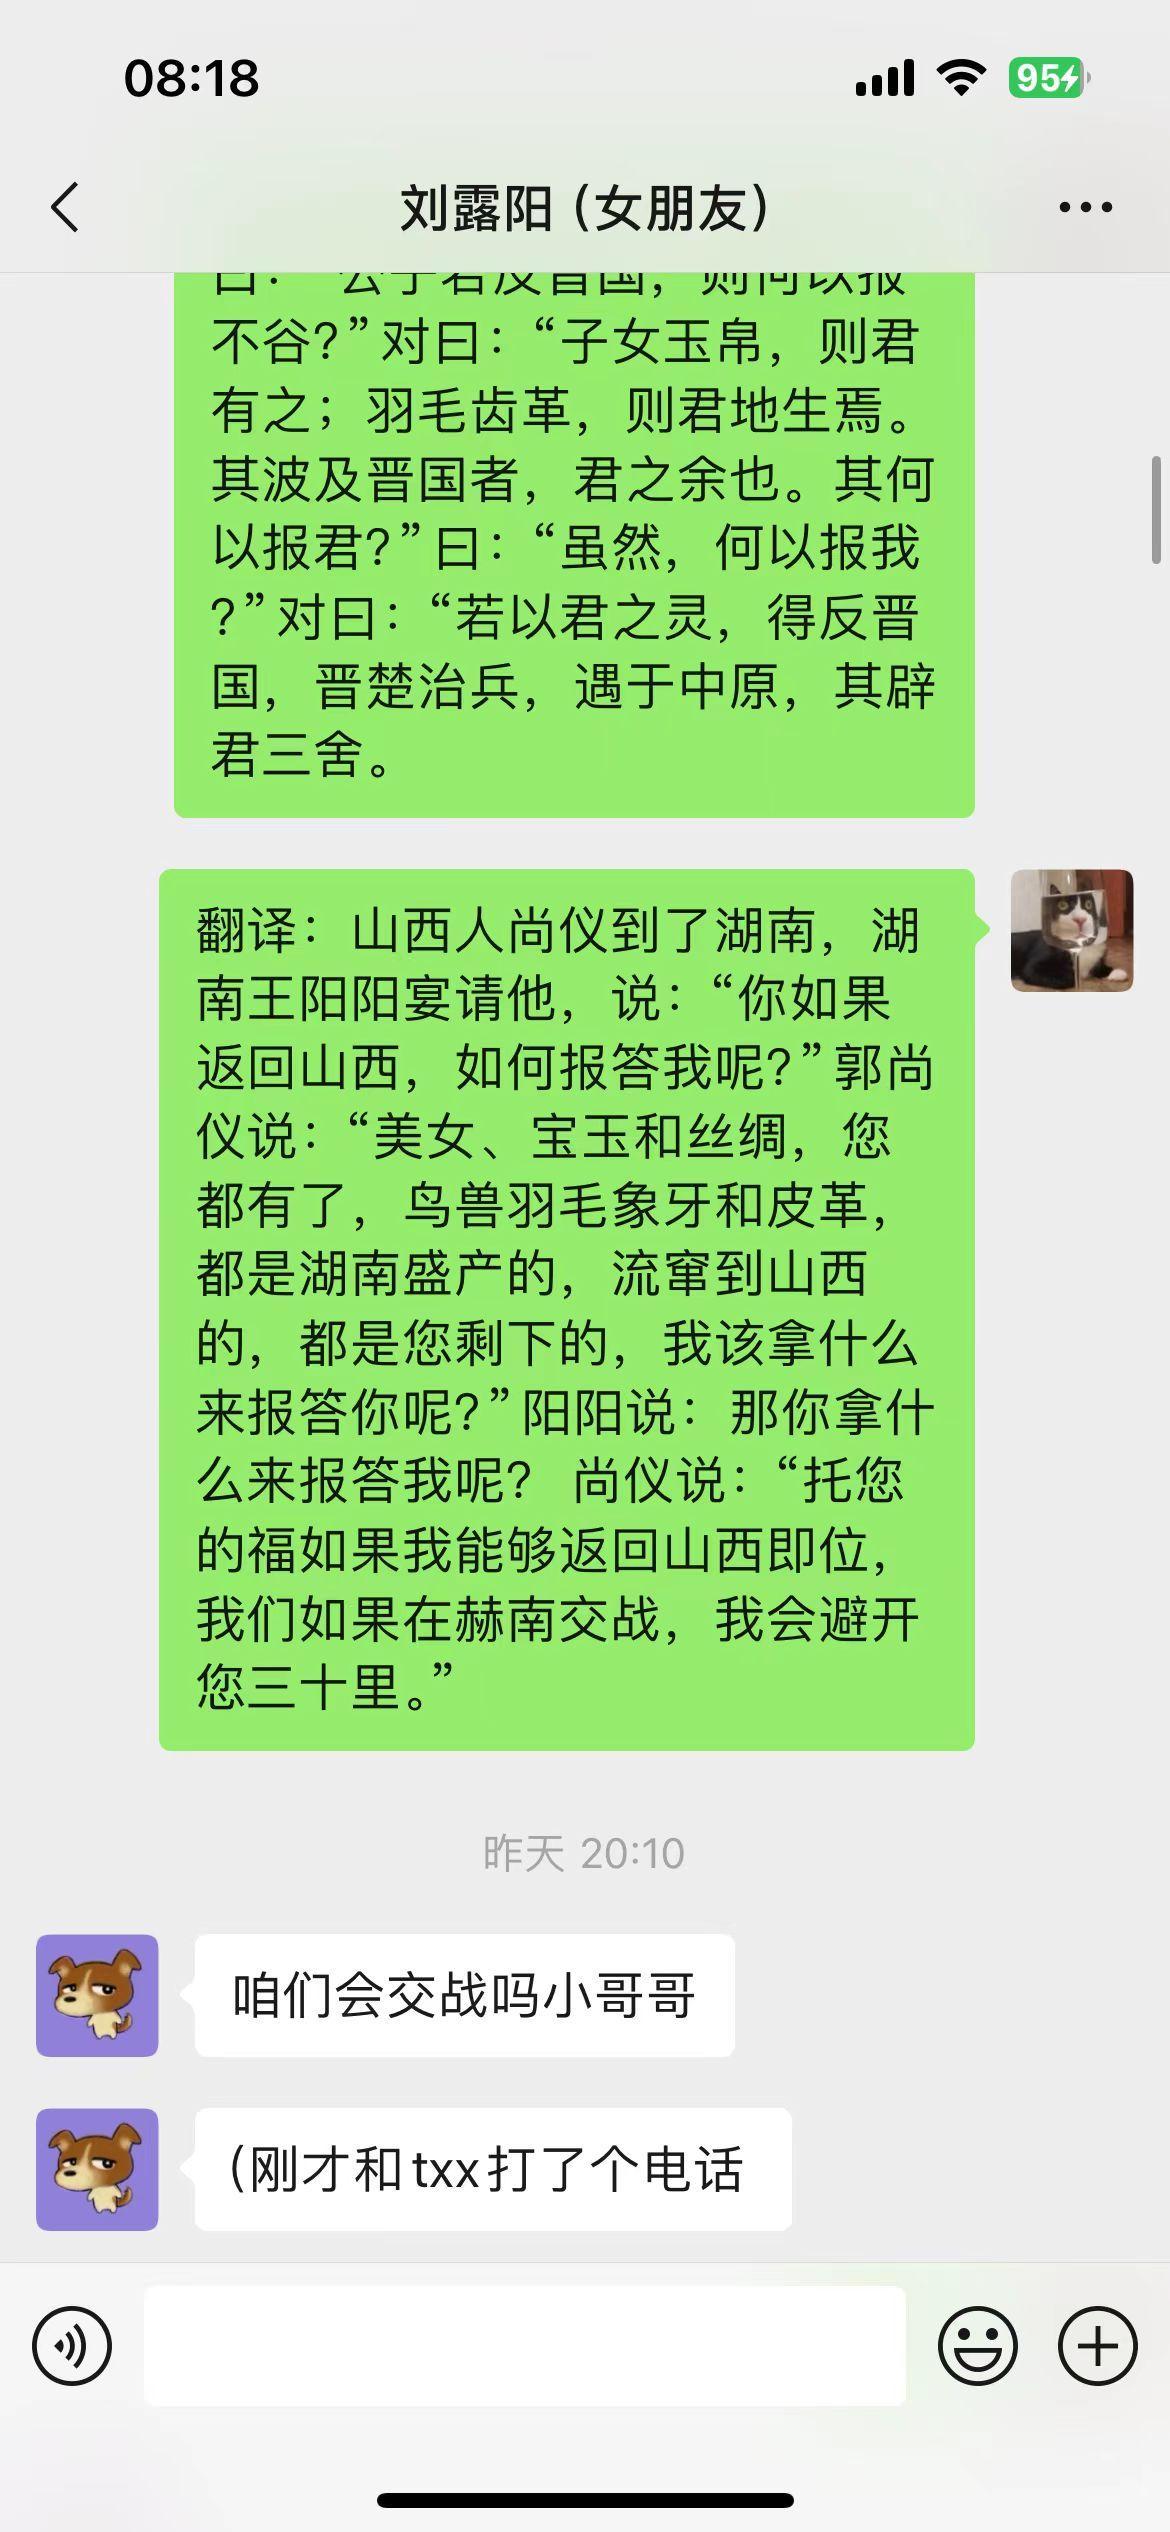 08:18
95
刘露阳（女朋友）
曰：“公子若反晋国，则何以报
不谷?”对曰：“子女玉帛，则君
有之；羽毛齿革，则君地生焉。
其波及晋国者，君之余也。其何
以报君?”曰：“虽然，何以报我
?”对曰：“若以君之灵，得反晋
国，晋楚治兵，遇于中原，其辟
君三舍。
翻译：山西人尚仪到了湖南，湖
南王阳阳宴请他，说：“你如果
返回山西，如何报答我呢?”郭尚
仪说：“美女、宝玉和丝绸，您
都有了，鸟兽羽毛象牙和皮革，
都是湖南盛产的，流窜到山西
的，都是您剩下的，我该拿什么
来报答你呢?”阳阳说：那你拿什
么来报答我呢? 尚仪说：“托您
的福如果我能够返回山西即位，
我们如果在赫南交战，我会避开
您三十里。”
昨天 20:10
咱们会交战吗小哥哥
（刚才和txx打了个电话